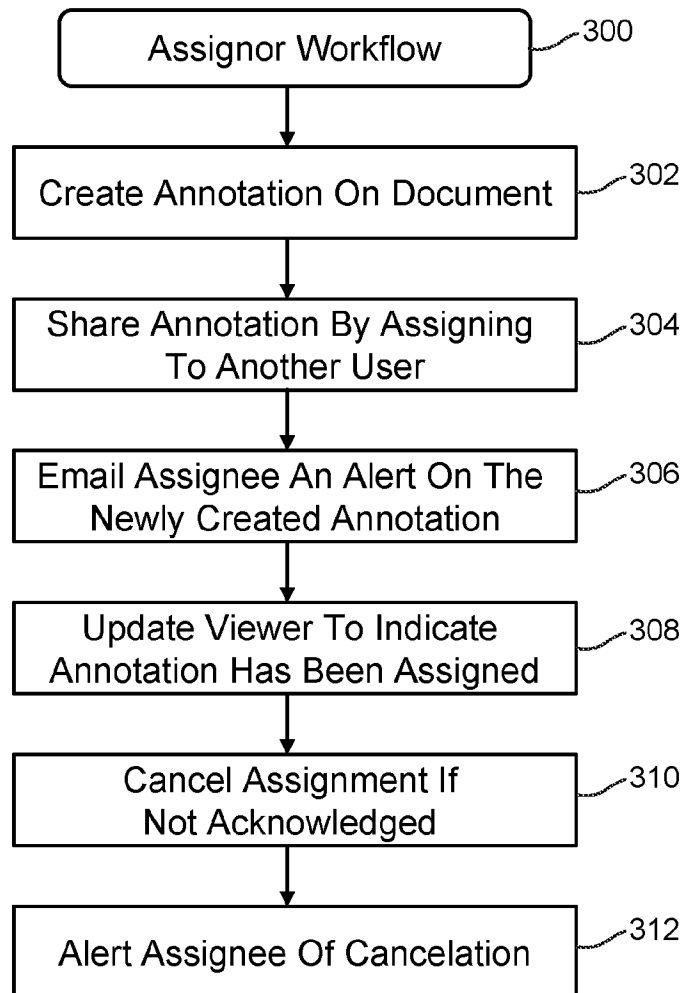 Assignor Workflow
300
Create Annotation On Document
302
Share Annotation By Assigning
To Another User
304
Email Assignee An Alert On The
Newly Created Annotation
306
Update Viewer To Indicate
Annotation Has Been Assigned
308
Cancel Assignment If
Not Acknowledged
310
Alert Assignee Of Cancelation
312